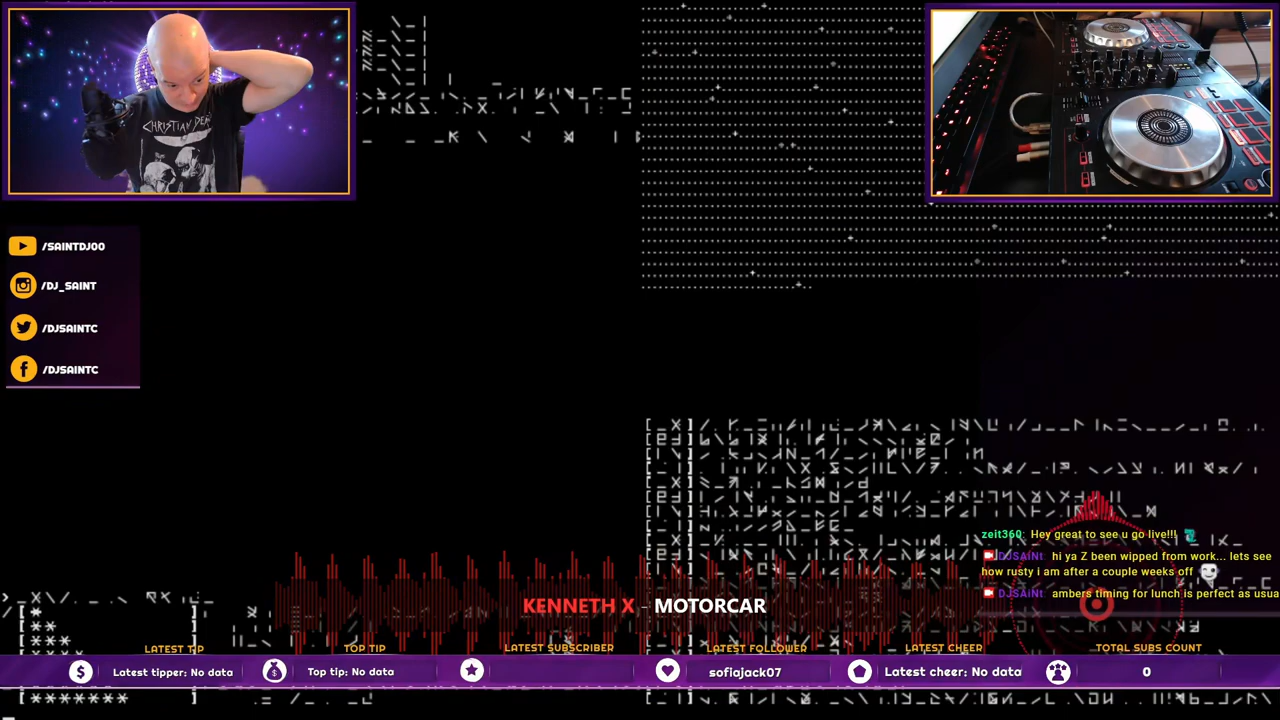 CHRISTIAN DEA
/SAINTDJ00
/DJ_SAINT
/DJSAINTC
/DJSAINTC
zeit360: Hey great to see u go live!!!
DJSAiNt: hi ya Z been wipped from work... lets see
how rusty i am after a couple weeks off
DJSAiNt: ambers timing for lunch is perfect as usua
KENNETH X - MOTORCAR
LATEST TIP
TOP TIP
LATEST SUBSCRIBER
LATEST FOLLOWER
LATEST CHEER
TOTAL SUBS COUNT
Latest tipper: No data
Top tip: No data
sofiajack07
Latest cheer: No data
0